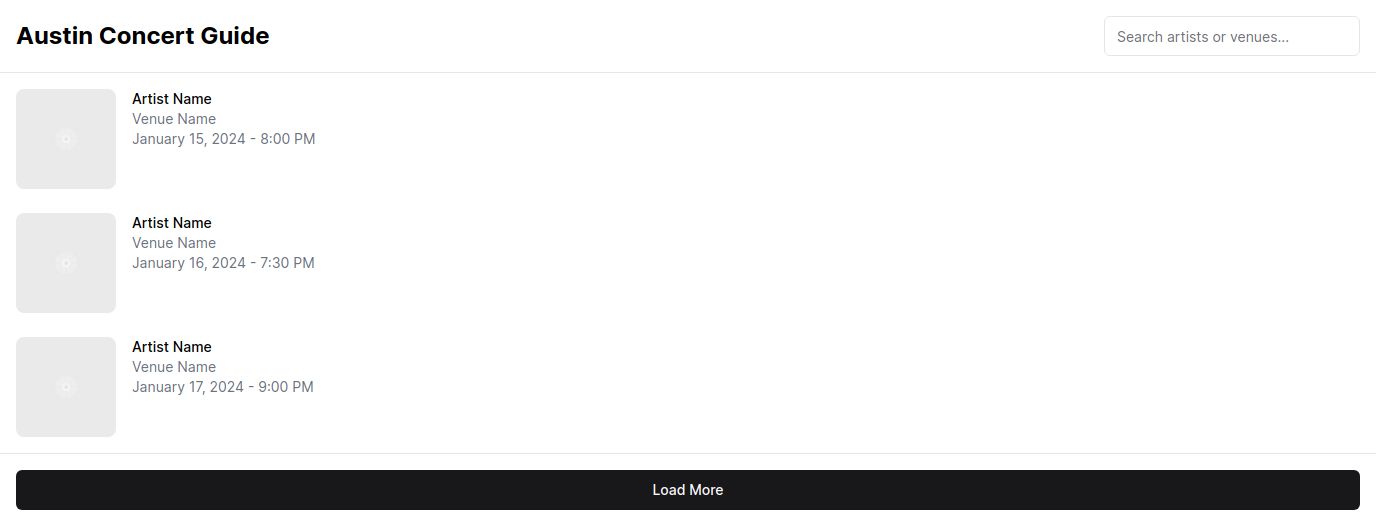 Austin Concert Guide
Search artists or venues...
Artist Name
Venue Name
January 15, 2024 - 8:00 PM
Artist Name
Venue Name
January 16, 2024 - 7:30 PM
Artist Name
Venue Name
January 17, 2024 - 9:00 PM
Load More